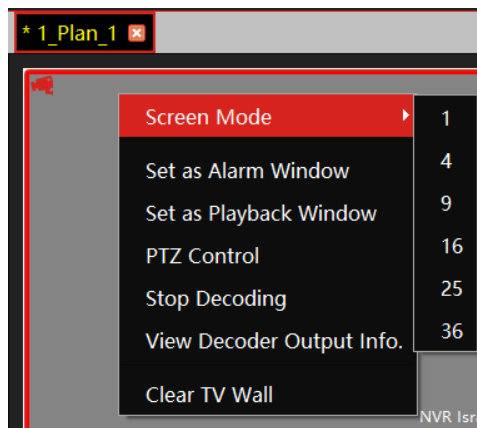 * 1_Plan_1
Screen Mode
1
4
9
16
25
36
Set as Alarm Window
Set as Playback Window
PTZ Control
Stop Decoding
View Decoder Output Info.
Clear TV Wall
NVR